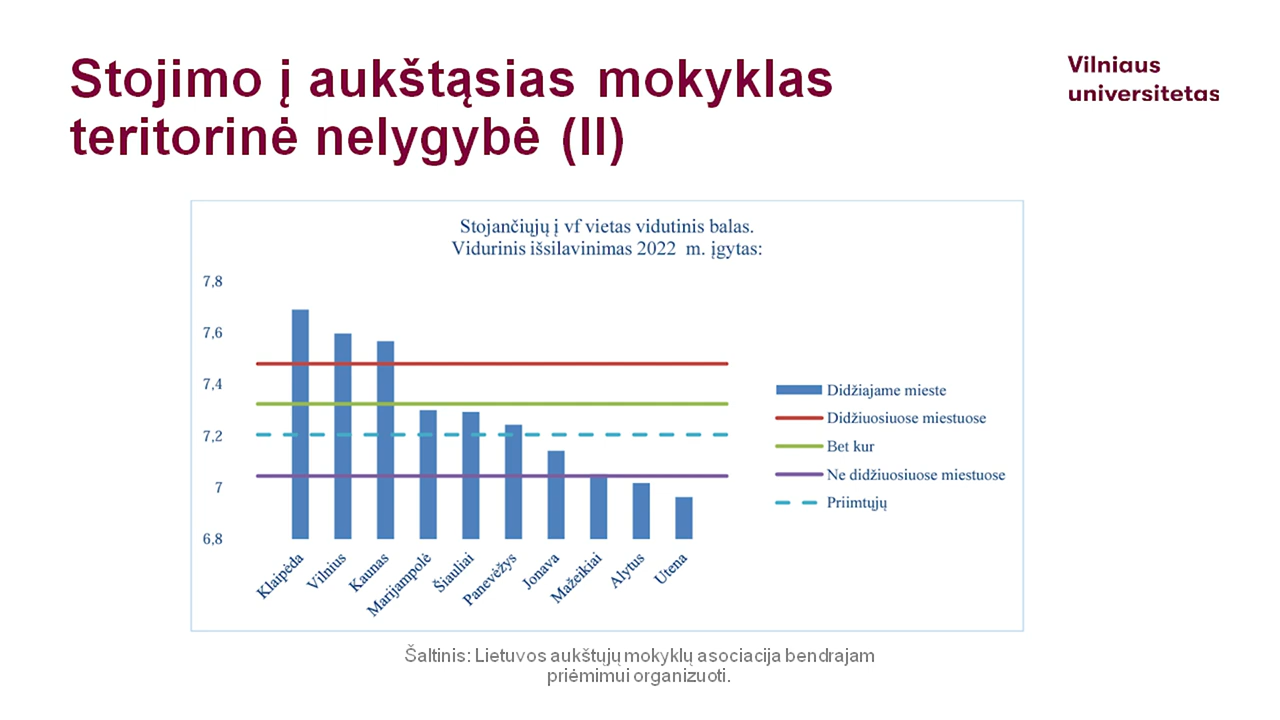 Stojimo į aukštąsias mokyklas
teritorinė nelygybė (II)
Vilniaus
universitetas
Stojančiųjų į vf vietas vidutinis balas.
Vidurinis išsilavinimas 2022 m. įgytas:
7,8
7,6
7,4
7,2
7
6,8
Klaipėda
Vilnius
Kaunas
Marijampolė
Šiauliai
Panevėžys
Jonava
Mažeikiai
Alytus
Utena
Didžiajame mieste
Didžiuosiuose miestuose
Bet kur
Ne didžiuosiuose miestuose
Priimtųjų
Šaltinis: Lietuvos aukštųjų mokyklų asociacija bendrajam
priėmimui organizuoti.